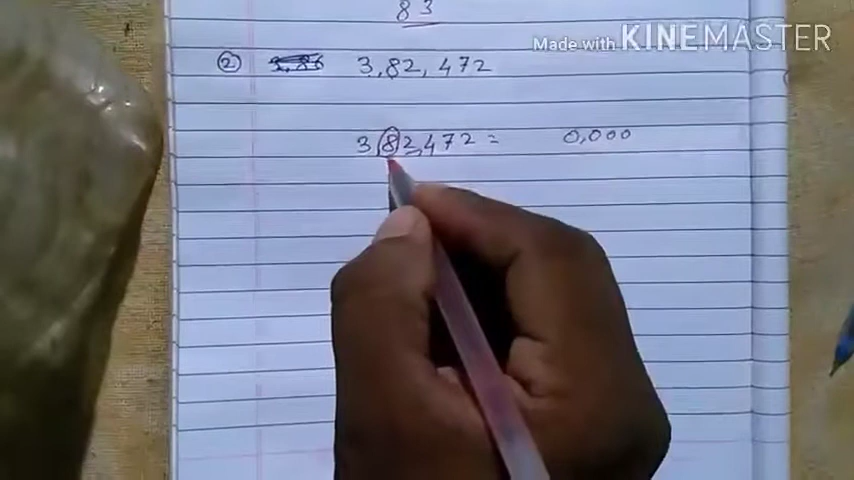 83
Made with KINEMASTER
② 3,82,472
3,82,472 = 0,000